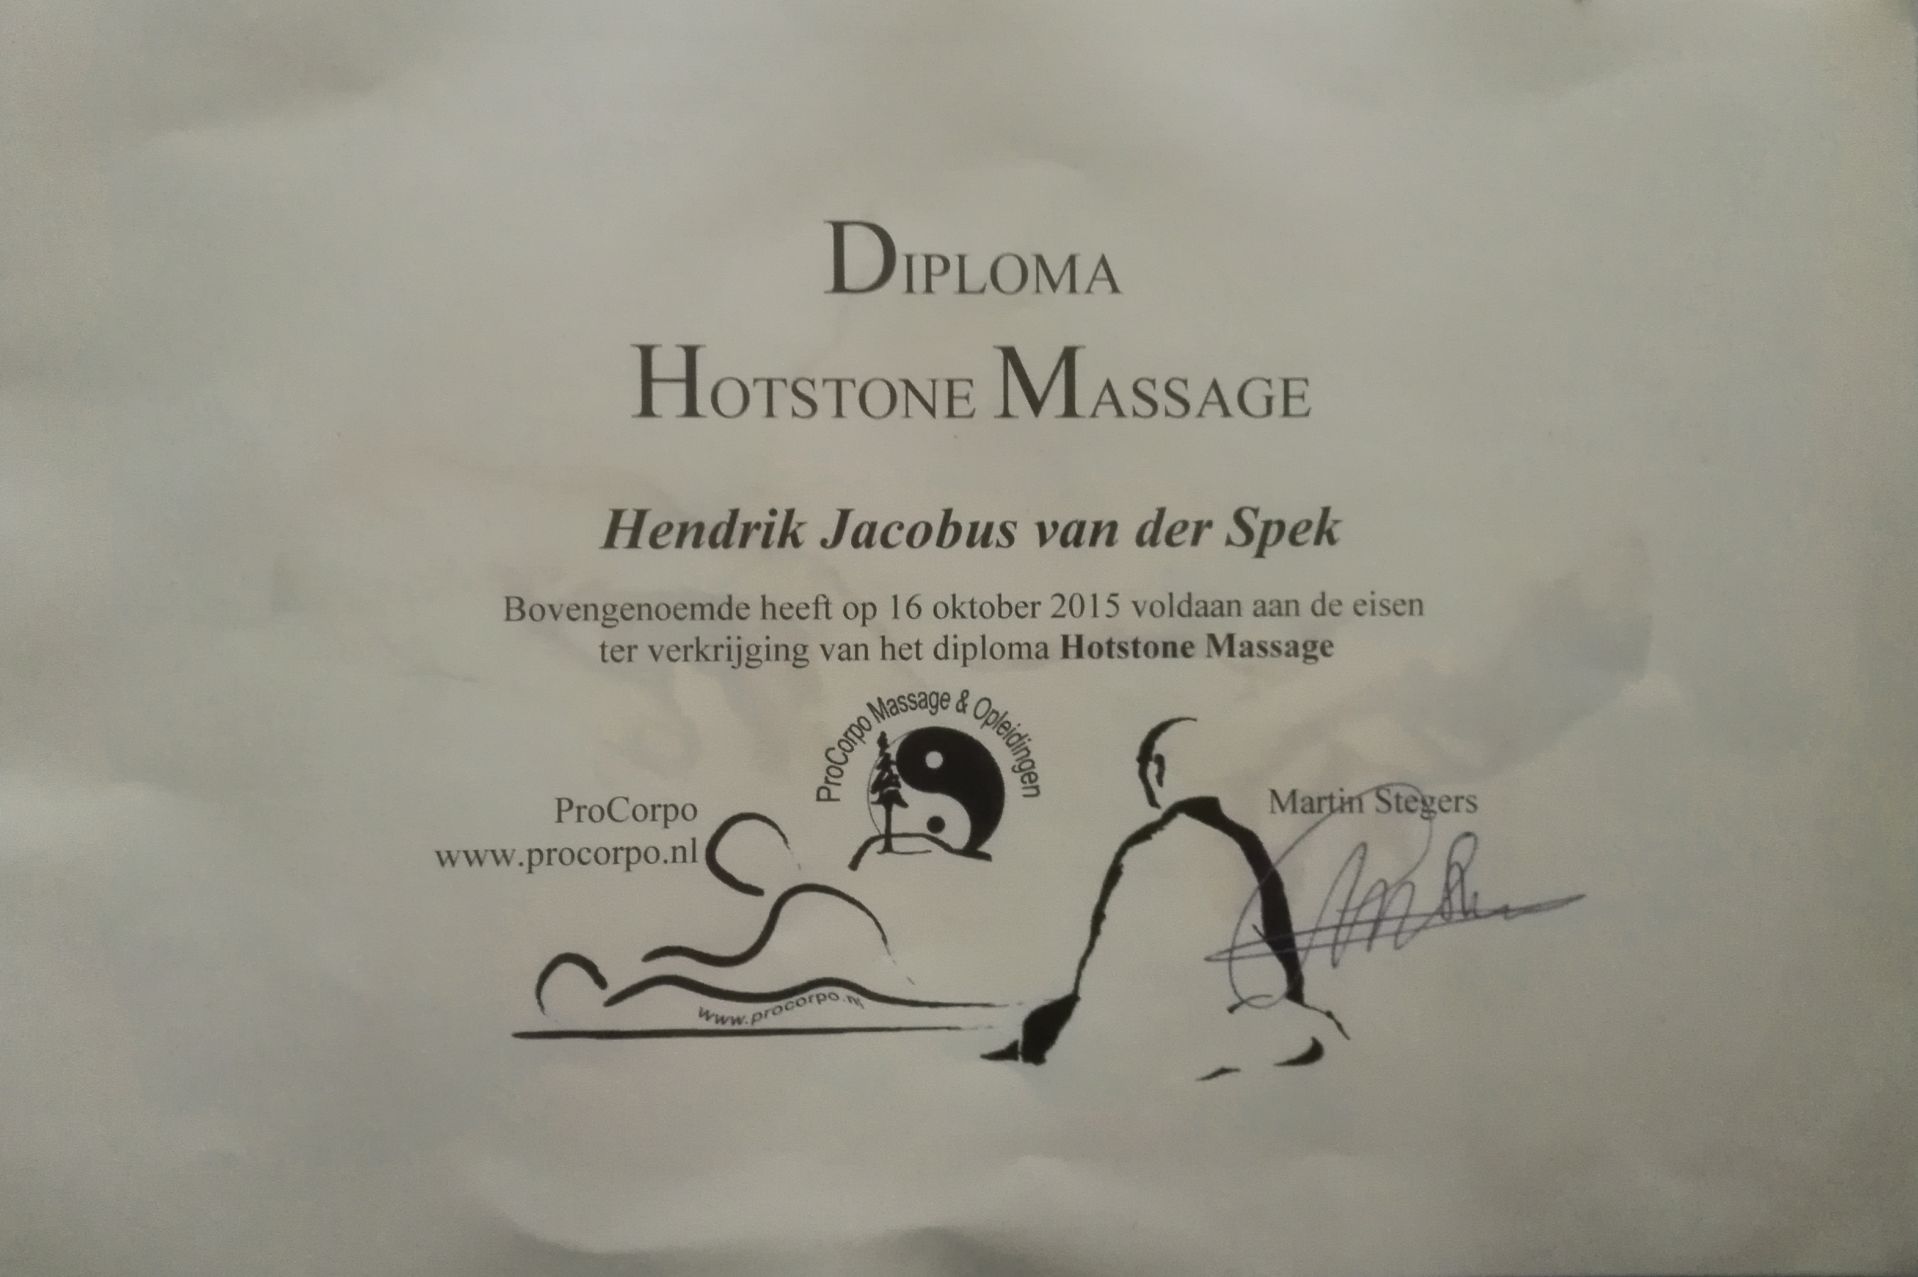 DIPLOMA
HOTSTONE MASSAGE
Hendrik Jacobus van der Spek
Bovengenoemde heeft op 16 oktober 2015 voldaan aan de eisen
ter verkrijging van het diploma Hotstone Massage
ProCorpo Massage & Opleidingen
ProCorpo
www.procorpo.nl
Martin Stegers
www.procorpo.nl